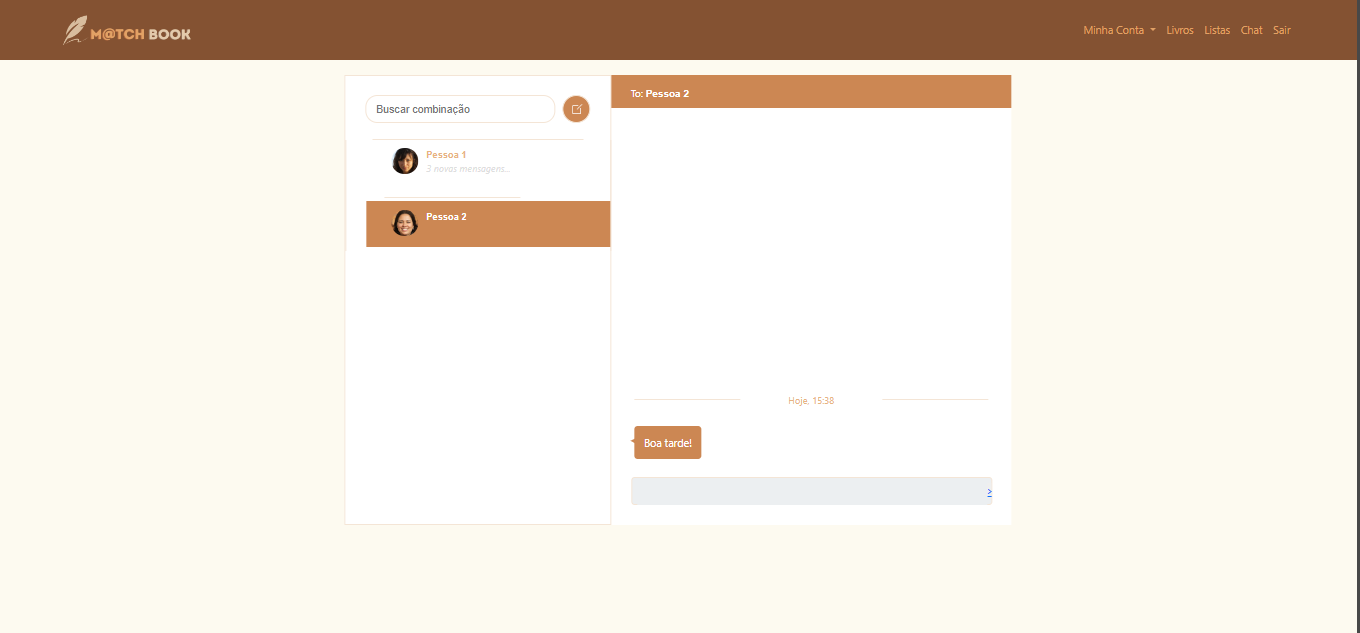 M@TCH BOOK
Minha Conta Livros Listas Chat Sair
Buscar combinação
To: Pessoa 2
Pessoa 1
3 novas mensagens...
Pessoa 2
Hoje, 15:38
Boa tarde!
>